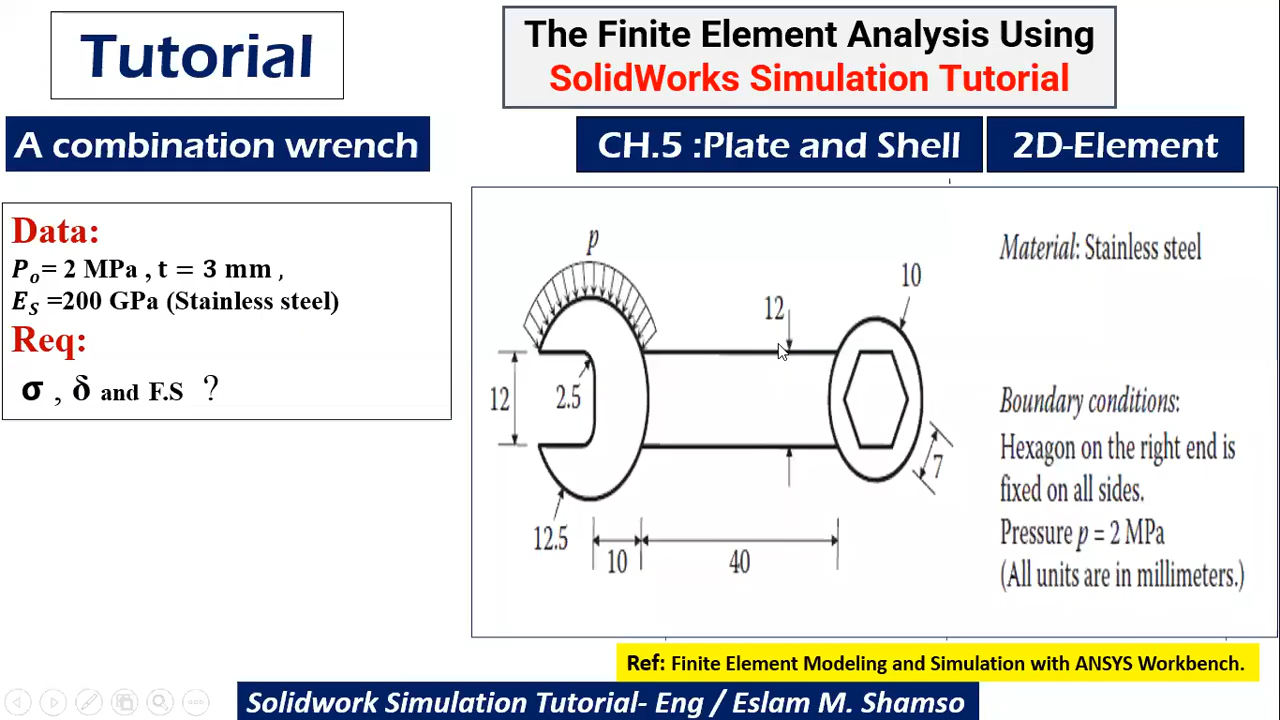 Tutorial
The Finite Element Analysis Using
SolidWorks Simulation Tutorial
A combination wrench
CH.5 :Plate and Shell
2D-Element
Data:
Pₒ= 2 MPa , t = 3 mm ,
E_S =200 GPa (Stainless steel)
Req:
σ , δ and F.S ?
p
Material: Stainless steel
10
12
12
2.5
Boundary conditions:
Hexagon on the right end is
fixed on all sides.
Pressure p = 2 MPa
(All units are in millimeters.)
7
12.5
10
40
Ref: Finite Element Modeling and Simulation with ANSYS Workbench.
Solidwork Simulation Tutorial- Eng / Eslam M. Shamso